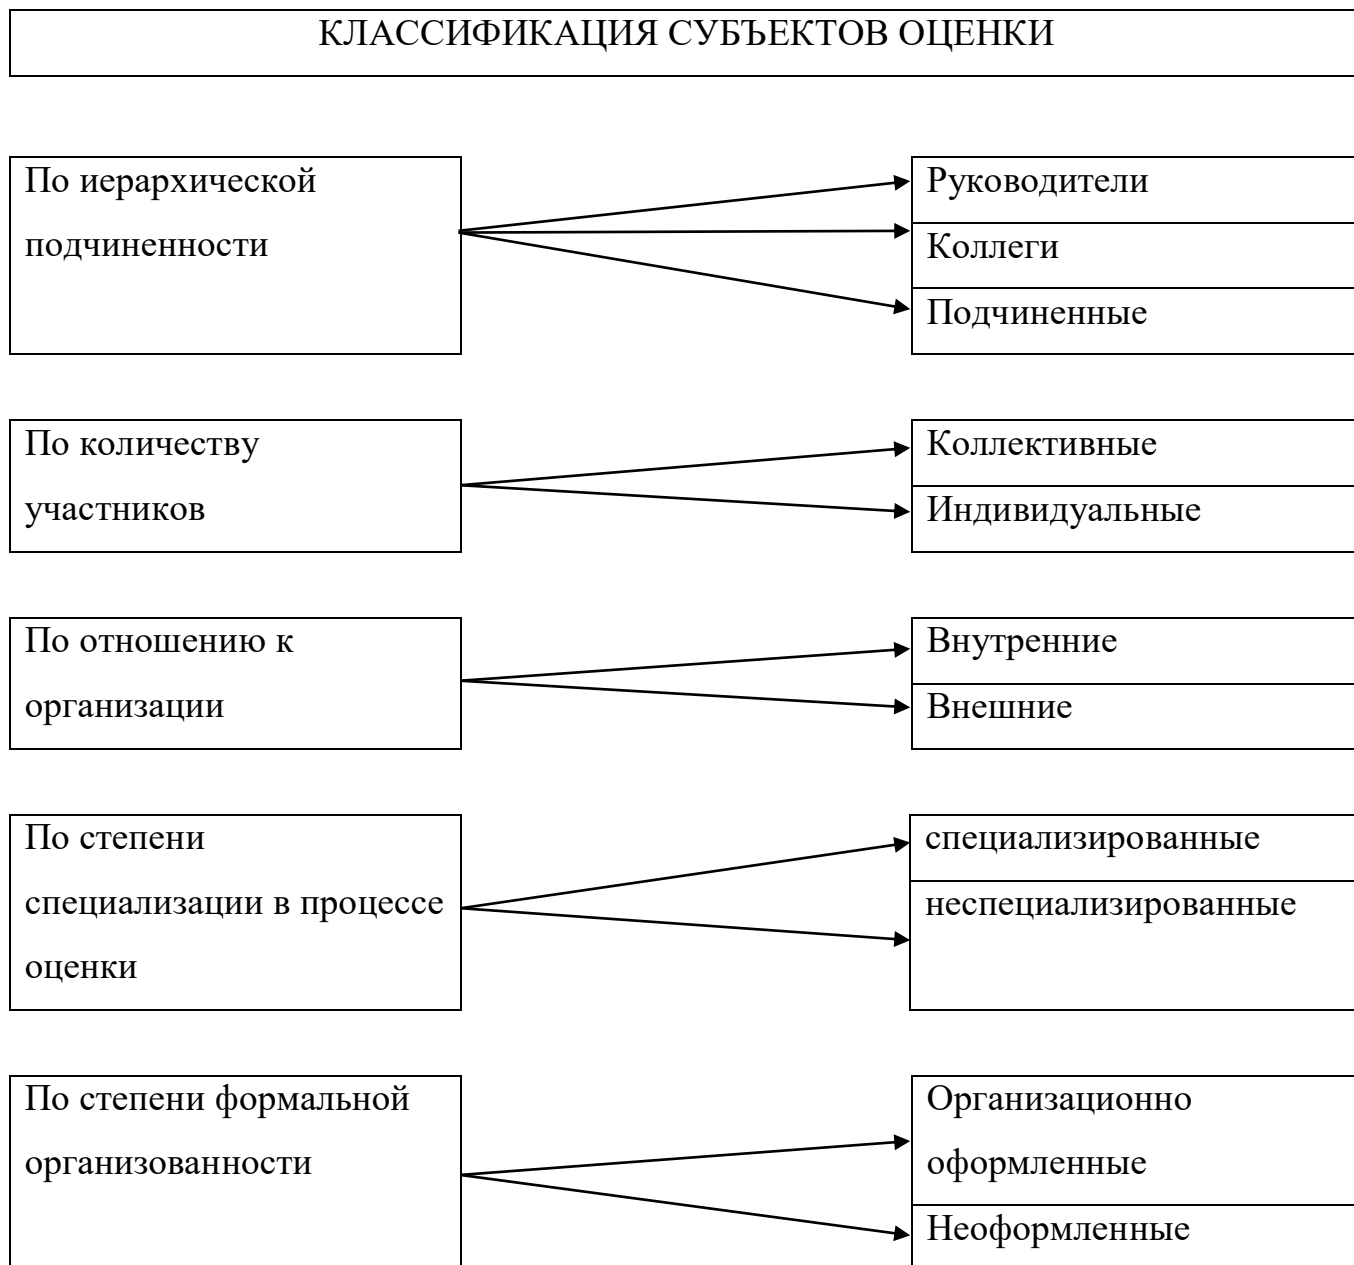 КЛАССИФИКАЦИЯ СУБЪЕКТОВ ОЦЕНКИ
По иерархической
подчиненности
Руководители
Коллеги
Подчиненные
По количеству
участников
Коллективные
Индивидуальные
По отношению к
организации
Внутренние
Внешние
По степени
специализации в процессе
оценки
специализированные
неспециализированные
По степени формальной
организованности
Организационно
оформленные
Неоформленные